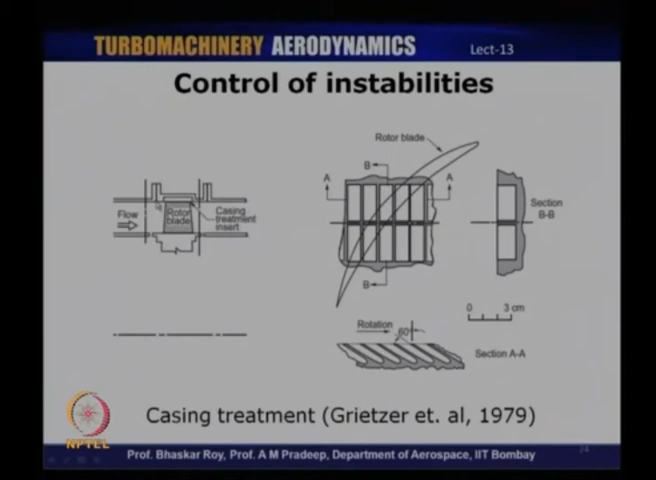 TURBOMACHINERY AERODYNAMICS Lect-13
Control of instabilities
Rotor blade
B
A A
Flow
Rotor blade
Casing treatment insert
Section B-B
B
0 3 cm
Rotation
60°
Section A-A
Casing treatment (Grietzer et. al, 1979)
NPTEL
Prof. Bhaskar Roy, Prof. A M Pradeep, Department of Aerospace, IIT Bombay
24